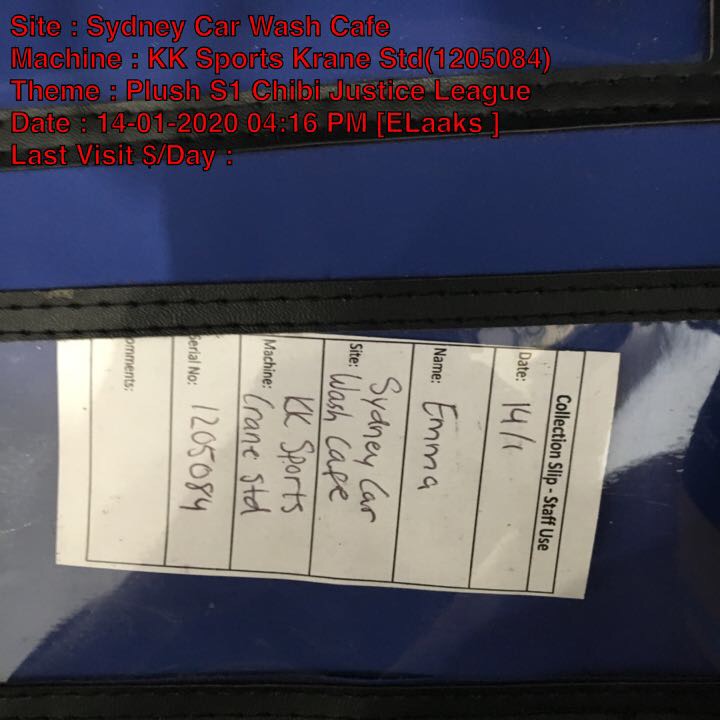 Site : Sydney Car Wash Cafe
Machine : KK Sports Krane Std(1205084)
Theme : Plush S1 Chibi Justice League
Date : 14-01-2020 04:16 PM [ELaaks ]
Last Visit $/Day :
Collection Slip - Staff Use
Date: 14/1
Name: Emma
Site: Sydney Car
Wash Cafe
Machine: KK Sports
Crane Std
Serial No: 1205084
omments: